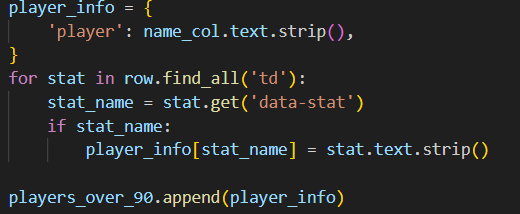 player_info = {
    'player': name_col.text.strip(),
}
for stat in row.find_all('td'):
    stat_name = stat.get('data-stat')
    if stat_name:
        player_info[stat_name] = stat.text.strip()

players_over_90.append(player_info)